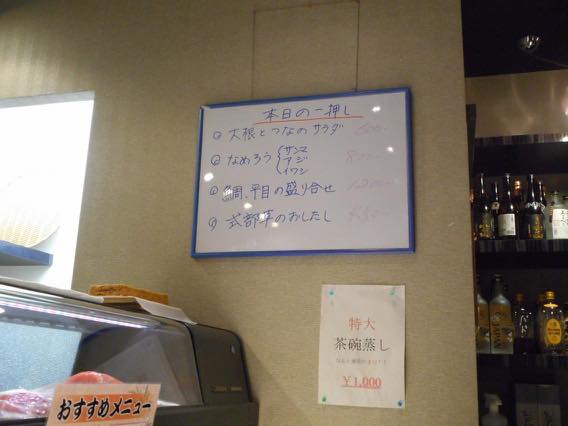 本日の一押し
大根とつなのサラダ
なめろう サンマ
アジ
イワシ
鯛、平目の盛り合せ
式部草のおしたし
特大
茶碗蒸し
￥1,000
おすすめメニュー